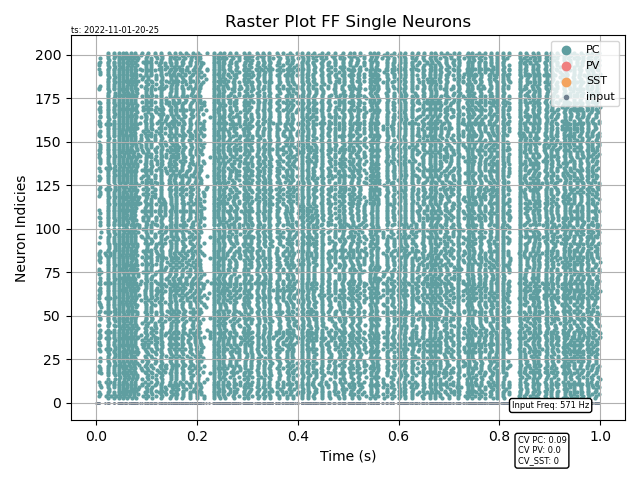 Raster Plot FF Single Neurons
ts: 2022-11-01-20-25
PC
PV
SST
input
200
175
150
125
100
75
50
25
0
Neuron Indicies
Input Freq: 571 Hz
0.0 0.2 0.4 0.6 0.8 1.0
Time (s)
CV PC: 0.09
CV PV: 0.0
CV_SST: 0